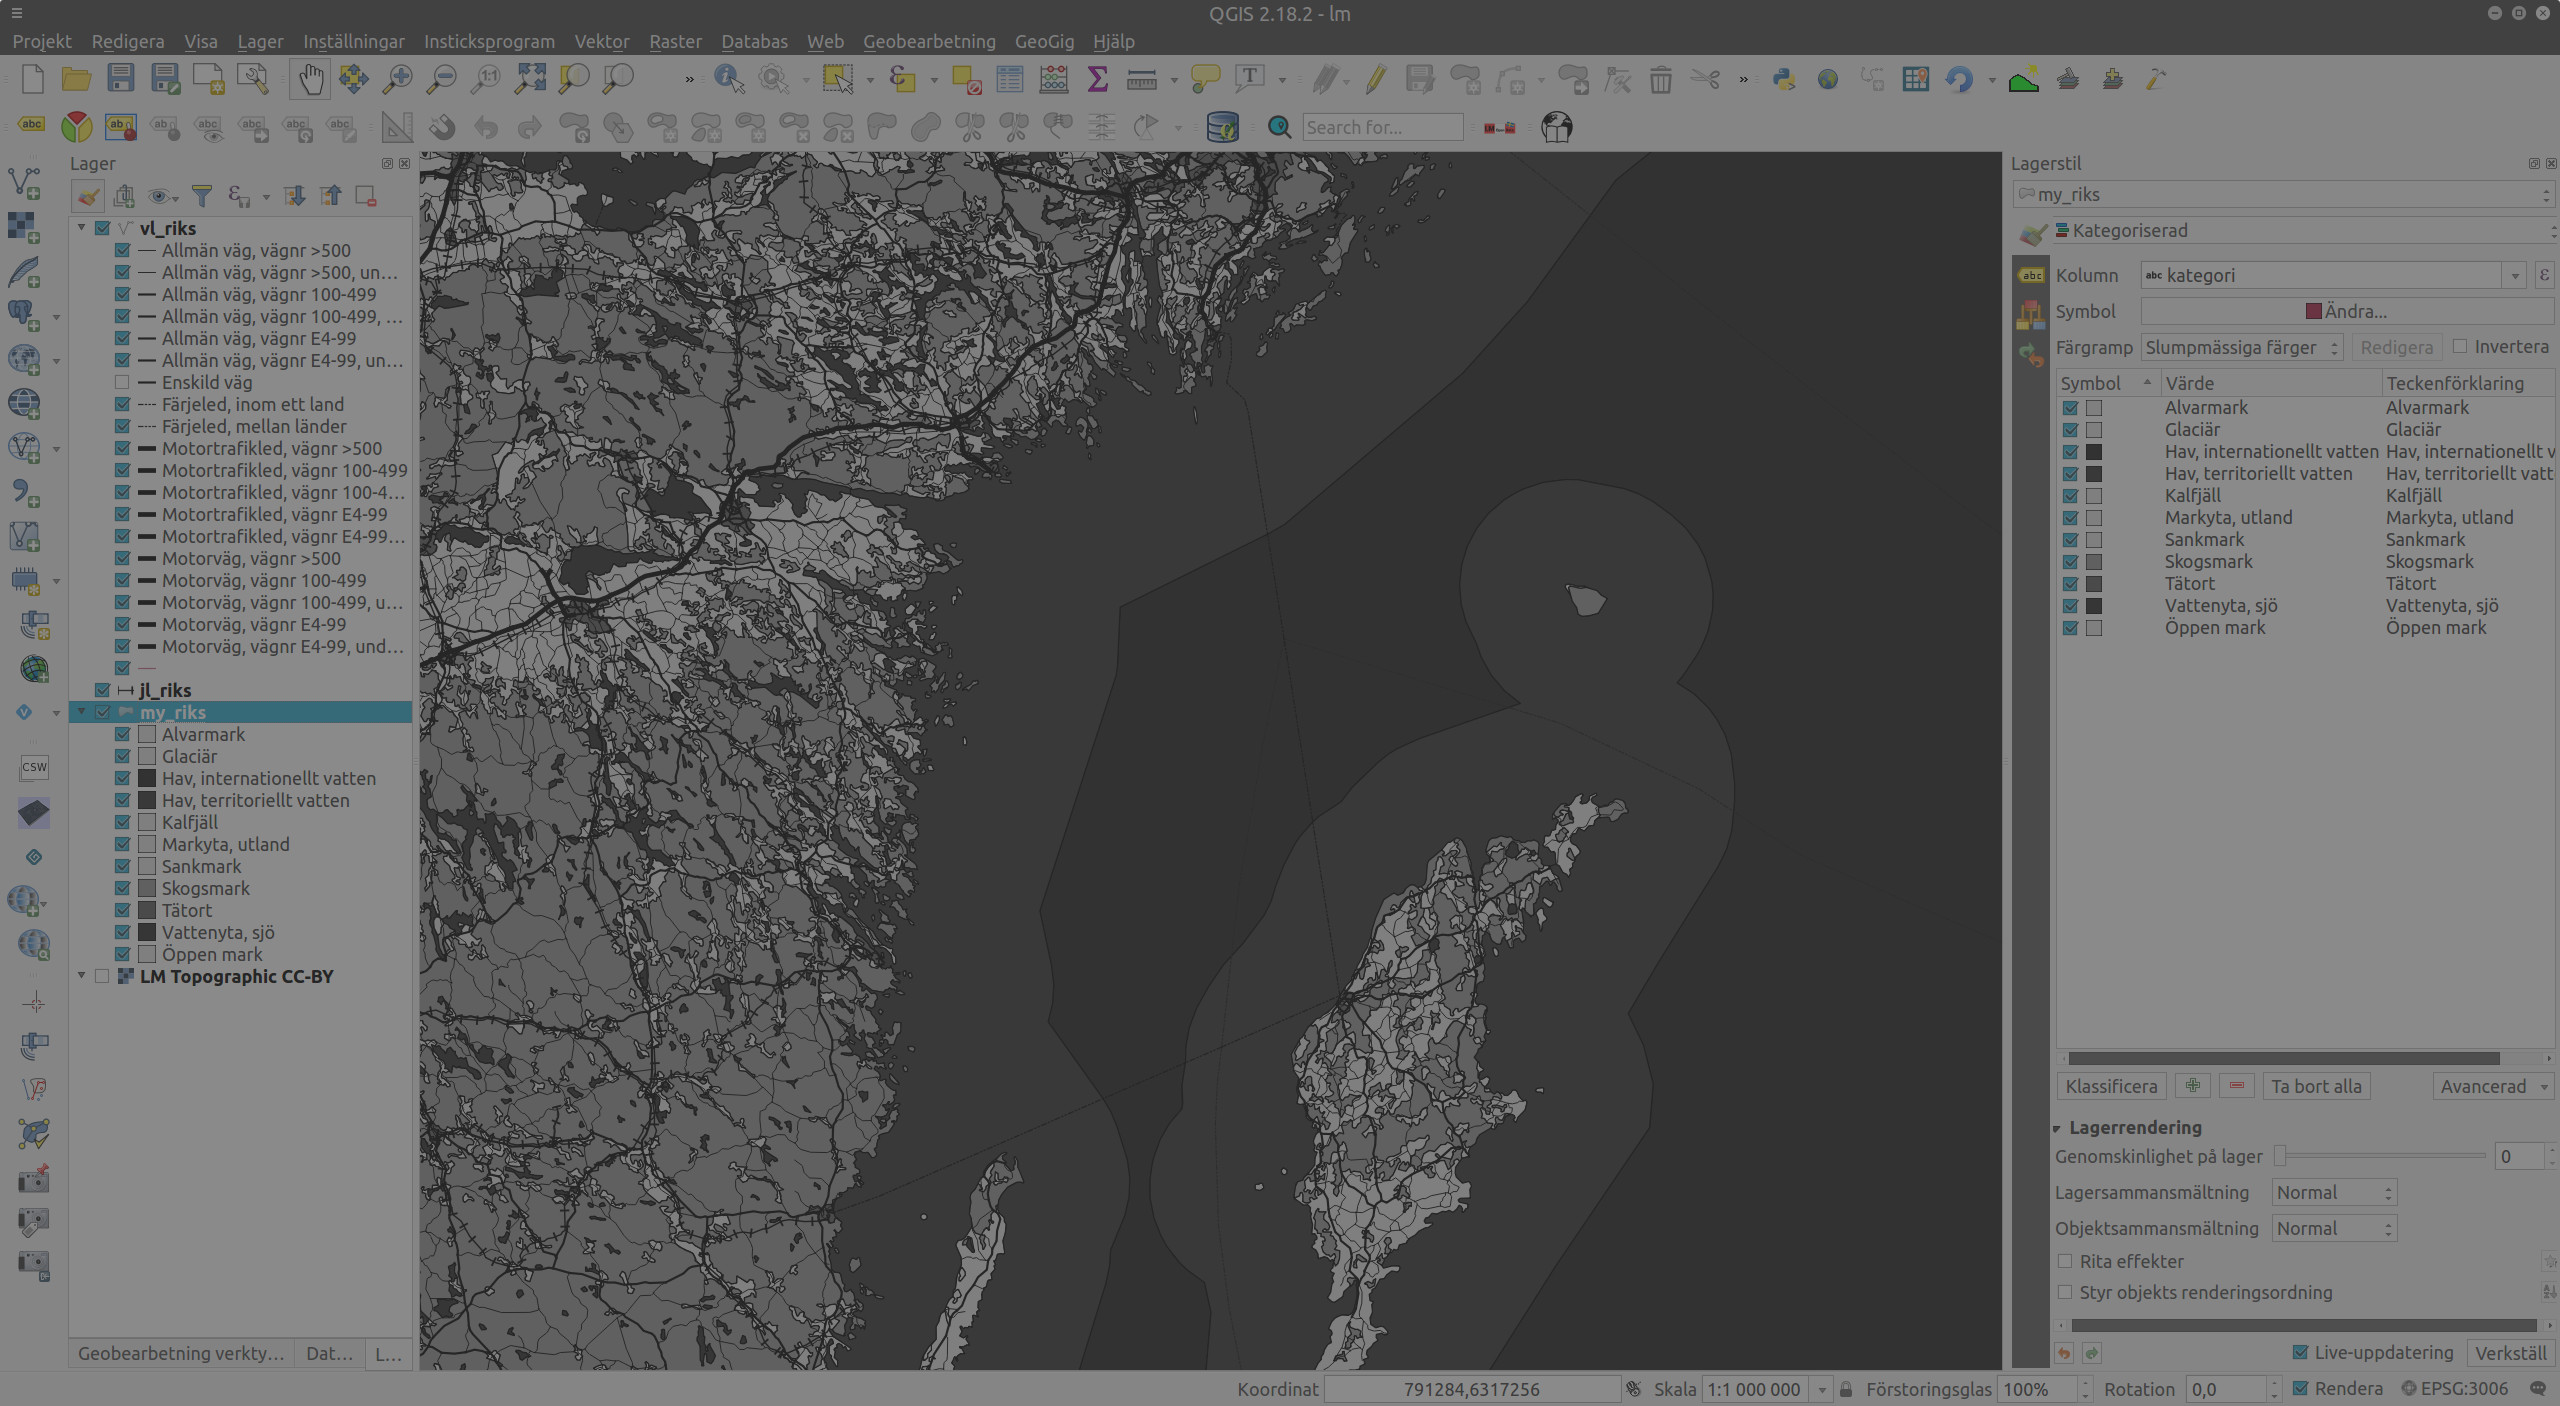 QGIS 2.18.2 - lm
Projekt Redigera Visa Lager Inställningar Insticksprogram Vektor Raster Databas Web Geobearbetning GeoGig Hjälp
Search for...
Lager
vl_riks
Allmän väg, vägnr >500
Allmän väg, vägnr >500, un...
Allmän väg, vägnr 100-499
Allmän väg, vägnr 100-499, ...
Allmän väg, vägnr E4-99
Allmän väg, vägnr E4-99, un...
Enskild väg
Färjeled, inom ett land
Färjeled, mellan länder
Motortrafikled, vägnr >500
Motortrafikled, vägnr 100-499
Motortrafikled, vägnr 100-4...
Motortrafikled, vägnr E4-99
Motortrafikled, vägnr E4-99...
Motorväg, vägnr >500
Motorväg, vägnr 100-499
Motorväg, vägnr 100-499, u...
Motorväg, vägnr E4-99
Motorväg, vägnr E4-99, und...
jl_riks
my_riks
Alvarmark
Glaciär
Hav, internationellt vatten
Hav, territoriellt vatten
Kalfjäll
Markyta, utland
Sankmark
Skogsmark
Tätort
Vattenyta, sjö
Öppen mark
LM Topographic CC-BY
CSW
Geobearbetning verkty... Dat... L...
Lagerstil
my_riks
Kategoriserad
Kolumn abc kategori ε
Symbol Ändra...
Färgramp Slumpmässiga färger Redigera Invertera
Symbol Värde Teckenförklaring
Alvarmark Alvarmark
Glaciär Glaciär
Hav, internationellt vatten Hav, internationellt v
Hav, territoriellt vatten Hav, territoriellt vatt
Kalfjäll Kalfjäll
Markyta, utland Markyta, utland
Sankmark Sankmark
Skogsmark Skogsmark
Tätort Tätort
Vattenyta, sjö Vattenyta, sjö
Öppen mark Öppen mark
Klassificera Ta bort alla Avancerad
Lagerrendering
Genomskinlighet på lager 0
Lagersammansmältning Normal
Objektsammansmältning Normal
Rita effekter
Styr objekts renderingsordning
Live-uppdatering Verkställ
Koordinat 791284,6317256 Skala 1:1 000 000 Förstoringsglas 100% Rotation 0,0 Rendera EPSG:3006